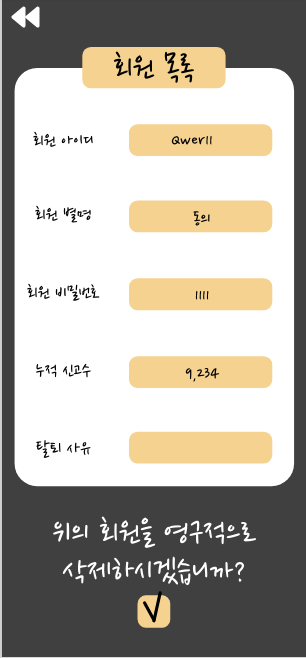 회원 목록
회원 아이디 Qwer11
회원 별명 동의
회원 비밀번호 1111
누적 신고수 9,234
탈퇴 사유
위의 회원을 영구적으로
삭제하시겠습니까?